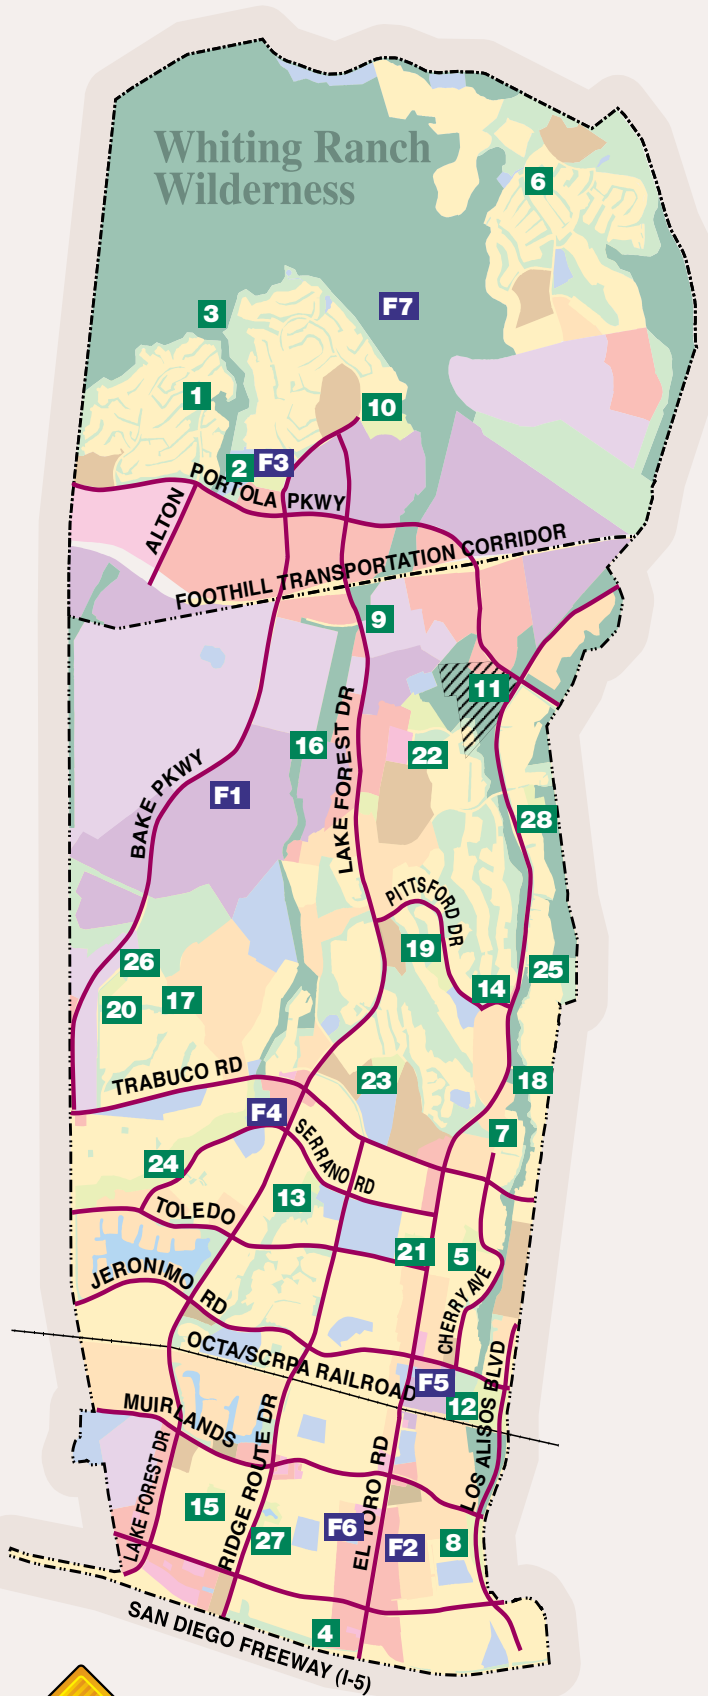 Whiting Ranch
Wilderness
6
3
F7
1
10
2
F3
PORTOLA PKWY
ALTON
FOOTHILL TRANSPORTATION CORRIDOR
9
11
16
LAKE FOREST DR
22
BAKE PKWY
F1
28
PITTSFORD DR
19
26
25
14
20
17
TRABUCO RD
23
18
F4
SERRANO RD
7
24
13
TOLEDO
21
5
JERONIMO RD
CHERRY AVE
OCTA/SCRPA RAILROAD
F5
12
LOS ALISOS BLVD
MUIRLANDS
LAKE FOREST DR
RIDGE ROUTE DR
EL TORO RD
15
27
F6
F2
8
4
SAN DIEGO FREEWAY (I-5)